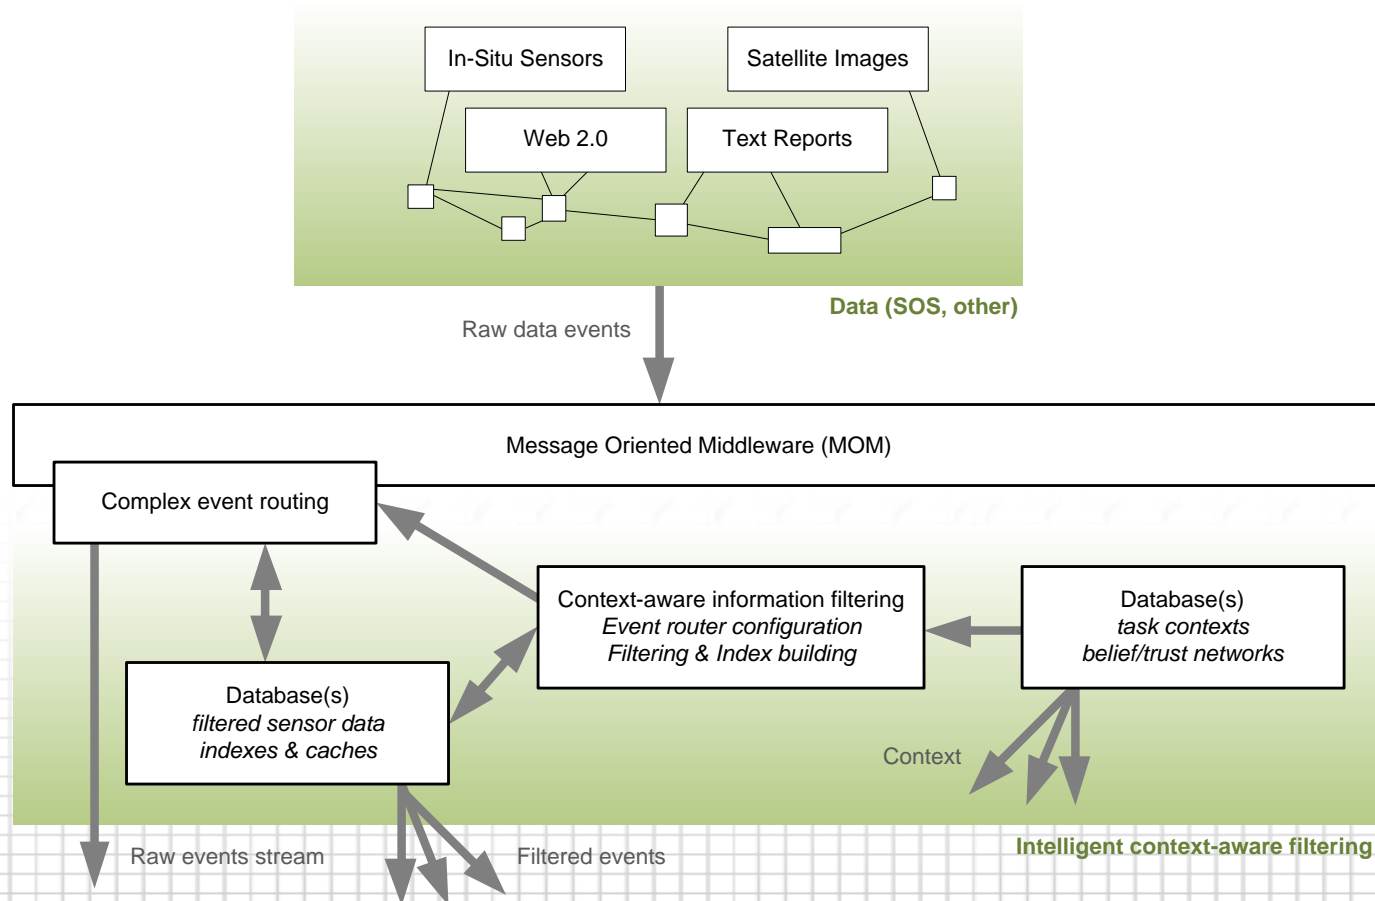 In-Situ Sensors
Satellite Images
Web 2.0
Text Reports
Data (SOS, other)
Raw data events
Message Oriented Middleware (MOM)
Complex event routing
Context-aware information filtering
Event router configuration
Filtering & Index building
Database(s)
task contexts
belief/trust networks
Database(s)
filtered sensor data
indexes & caches
Context
Raw events stream
Filtered events
Intelligent context-aware filtering